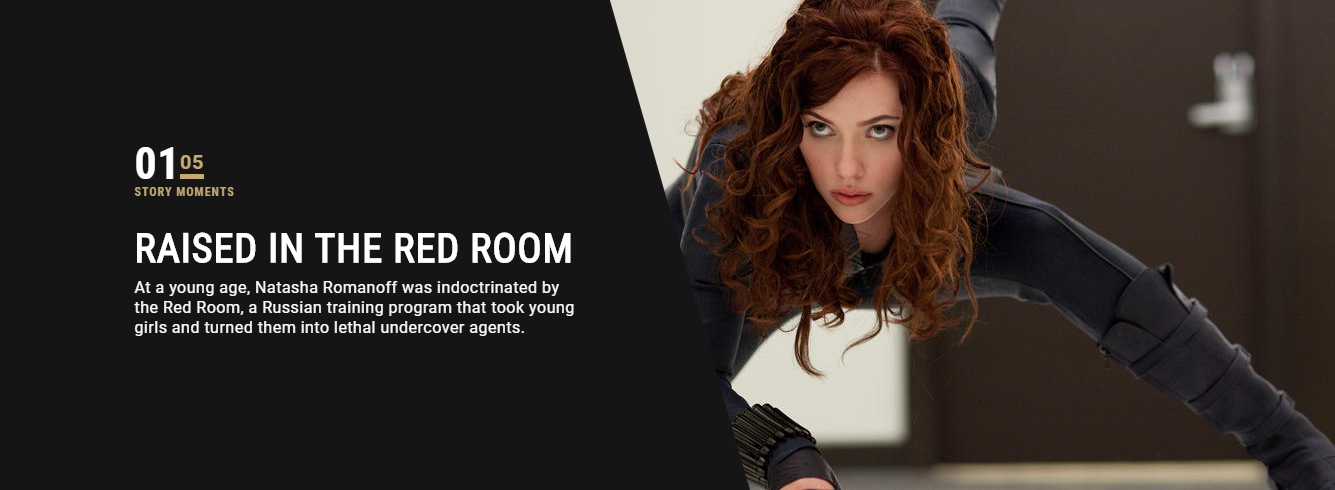 01 05
STORY MOMENTS
RAISED IN THE RED ROOM
At a young age, Natasha Romanoff was indoctrinated by
the Red Room, a Russian training program that took young
girls and turned them into lethal undercover agents.